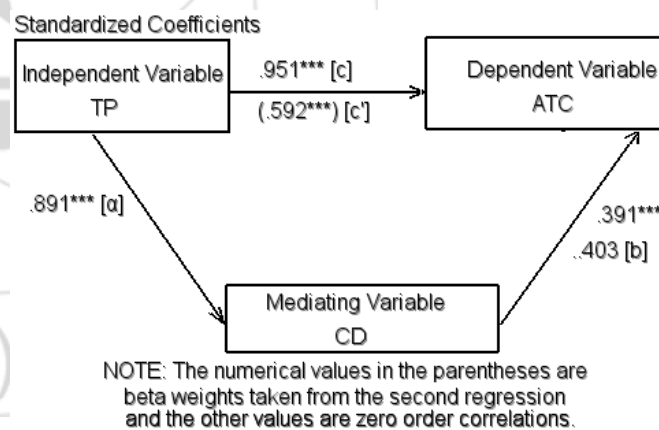 Standardized Coefficients
Independent Variable
TP
.951*** [c]
(.592***) [c']
Dependent Variable
ATC
.891*** [α]
.391***
..403 [b]
Mediating Variable
CD
NOTE: The numerical values in the parentheses are
beta weights taken from the second regression
and the other values are zero order correlations.